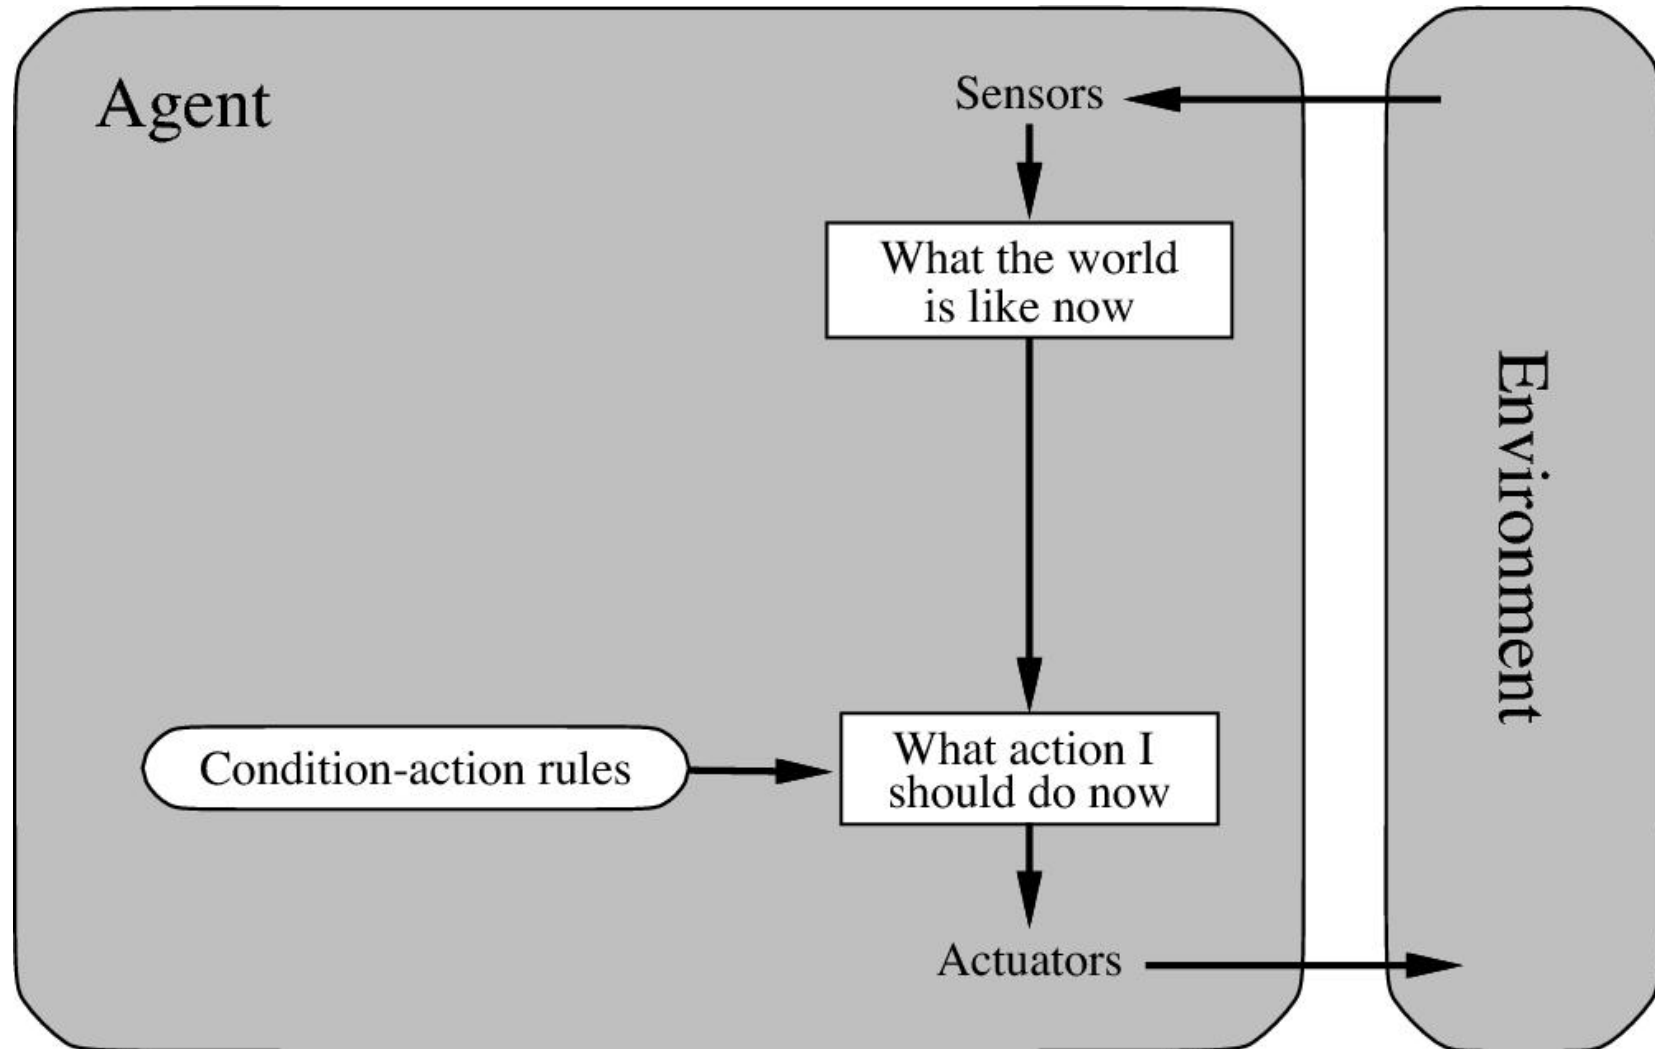 Agent
Sensors
What the world
is like now
Environment
Condition-action rules
What action I
should do now
Actuators